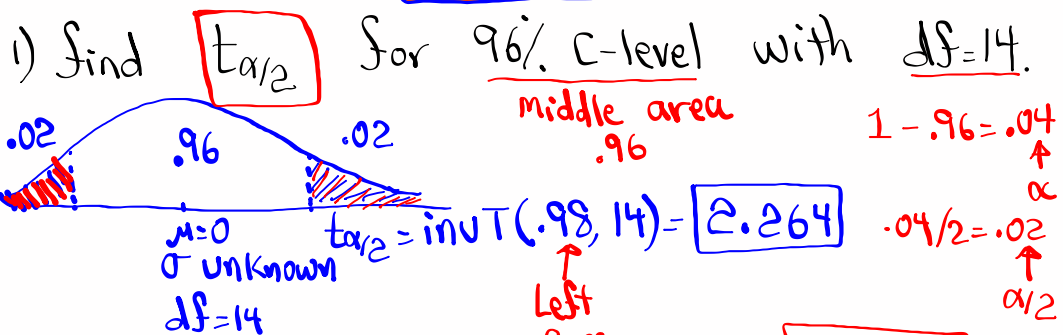 1) find tα/2 for 96% C-level with df=14.
middle area
.96
1 - .96 = .04
α
.02 .96 .02
μ=0
σ unknown
df=14
tα/2 = invT(.98, 14) = 2.264
Left
.04/2 = .02
α/2